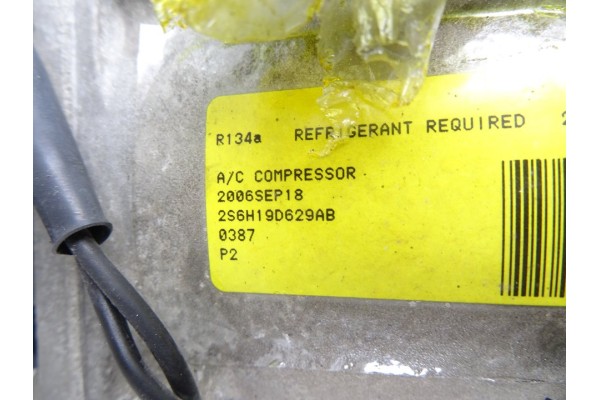 R134a REFRIGERANT REQUIRED
A/C COMPRESSOR
2006SEP18
2S6H19D629AB
0387
P2